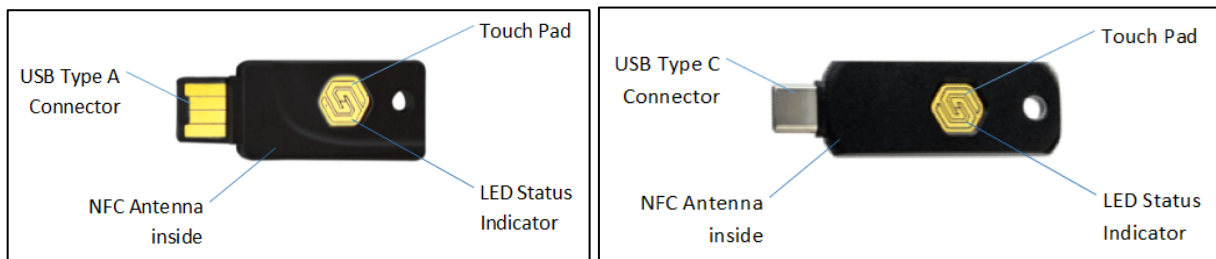 Touch Pad
USB Type A
Connector
NFC Antenna
inside
LED Status
Indicator
Touch Pad
USB Type C
Connector
NFC Antenna
inside
LED Status
Indicator